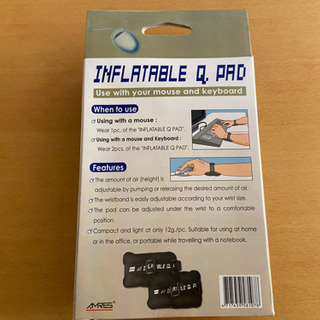 INFLATABLE Q. PAD
Use with your mouse and keyboard
When to use
Using with a mouse :
Wear 1pc. of the "INFLATABLE Q PAD".
Using with a mouse and Keyboard :
Wear 2pcs. of the "INFLATABLE Q PAD".
Features :
The amount of air (height) is
adjustable by pumping or releasing the desired amount of air.
The wristband is easily adjustable according to your wrist size.
The pad can be adjusted under the wrist to a comfortable
position.
Compact and light at only 12g./pc. Suitable for using at home
or in the office, or portable while travelling with a notebook.
AMRES